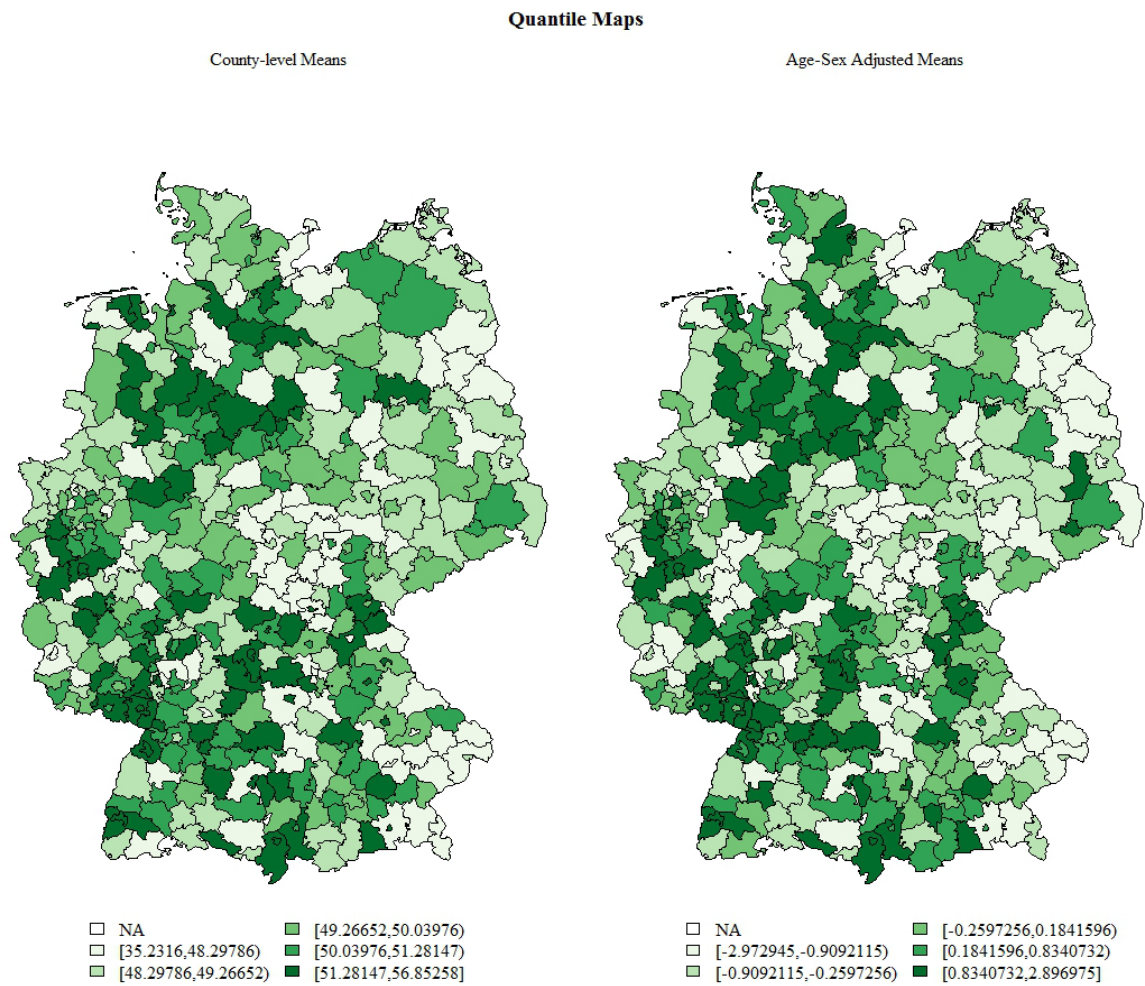 Quantile Maps
County-level Means
Age-Sex Adjusted Means
NA
[35.2316,48.29786)
[48.29786,49.26652)
[49.26652,50.03976)
[50.03976,51.28147)
[51.28147,56.85258]
NA
[-2.972945,-0.9092115)
[-0.9092115,-0.2597256)
[-0.2597256,0.1841596)
[0.1841596,0.8340732)
[0.8340732,2.896975]